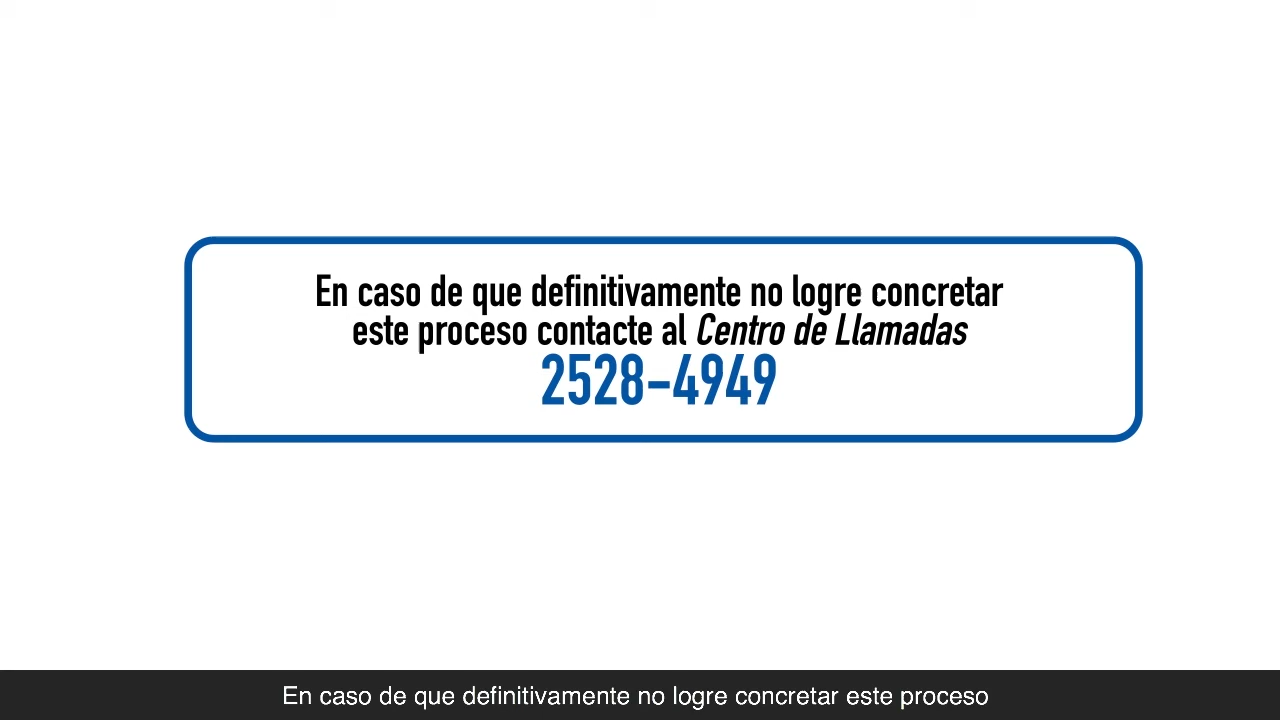 En caso de que definitivamente no logre concretar
este proceso contacte al Centro de Llamadas
2528-4949
En caso de que definitivamente no logre concretar este proceso